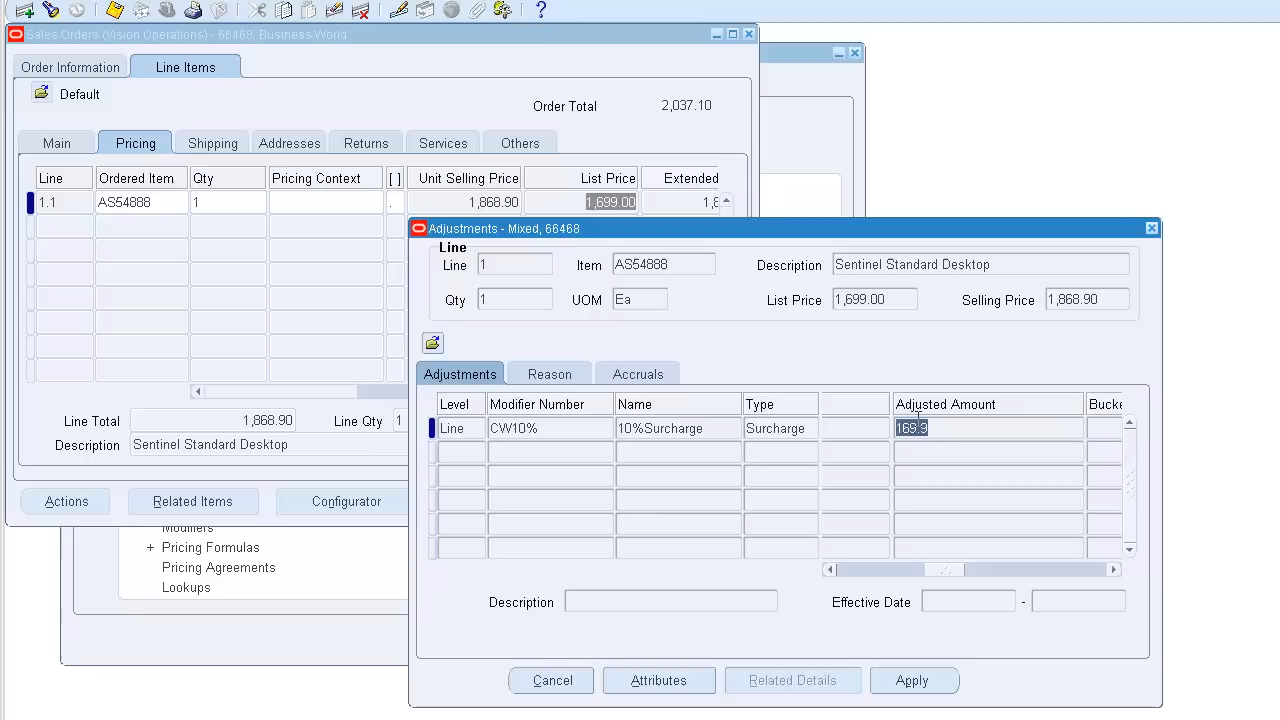 Sales Orders (Vision Operations) - 66468, Business World
Order Information
Line Items
Default
Order Total
2,037.10
Main
Pricing
Shipping
Addresses
Returns
Services
Others
Line
Ordered Item
Qty
Pricing Context
[ ]
Unit Selling Price
List Price
Extended
1.1
AS54888
1
.
1,868.90
1,699.00
Line Total
1,868.90
Line Qty
1
Description
Sentinel Standard Desktop
Actions
Related Items
Configurator
Modifiers
+ Pricing Formulas
Pricing Agreements
Lookups
Adjustments - Mixed, 66468
Line
Line
1
Item
AS54888
Description
Sentinel Standard Desktop
Qty
1
UOM
Ea
List Price
1,699.00
Selling Price
1,868.90
Adjustments
Reason
Accruals
Level
Modifier Number
Name
Type
Adjusted Amount
Line
CW10%
10%Surcharge
Surcharge
169.9
Description
Effective Date
-
Cancel
Attributes
Related Details
Apply